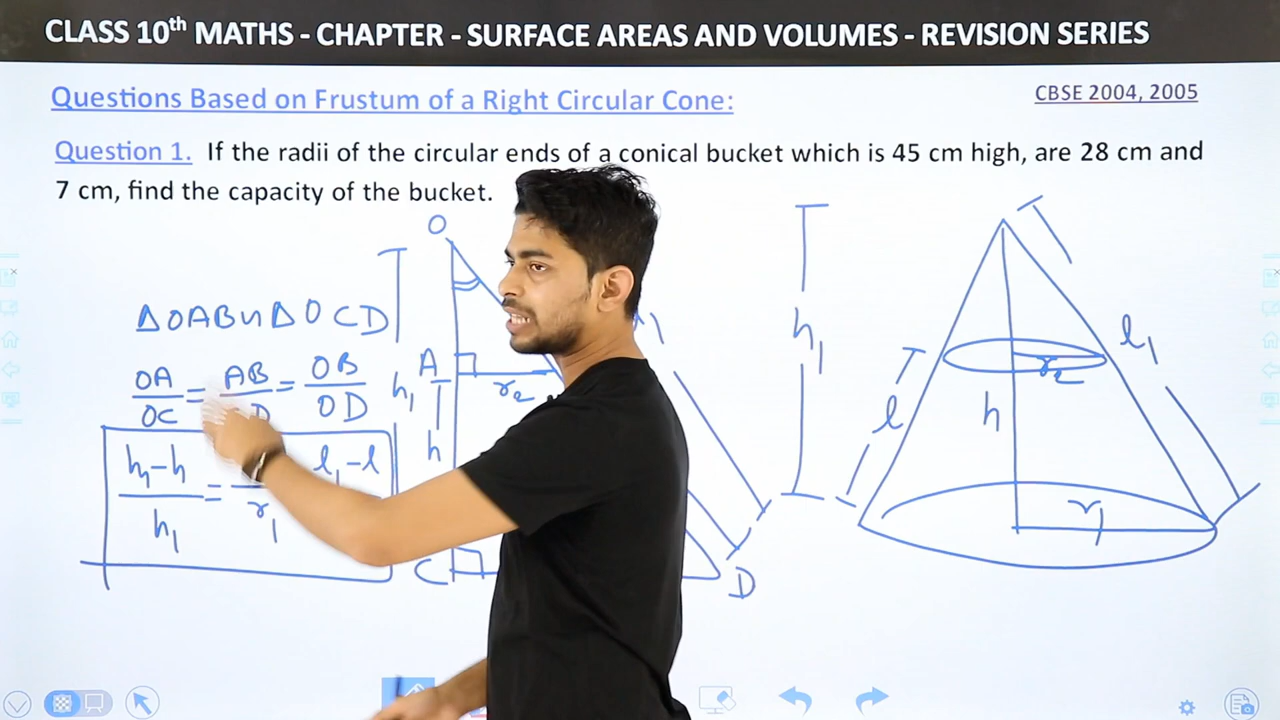 CLASS 10th MATHS - CHAPTER - SURFACE AREAS AND VOLUMES - REVISION SERIES
Questions Based on Frustum of a Right Circular Cone:
CBSE 2004, 2005
Question 1. If the radii of the circular ends of a conical bucket which is 45 cm high, are 28 cm and
7 cm, find the capacity of the bucket.
O
Δ OAB ∽ Δ OCD
OA/OC = AB/ D = OB/OD
h₁-h/h₁ = /r₁ l₁-l
h₁
A
r₂
h
C
D
h₁
l₁
r₂
l
h
r₁